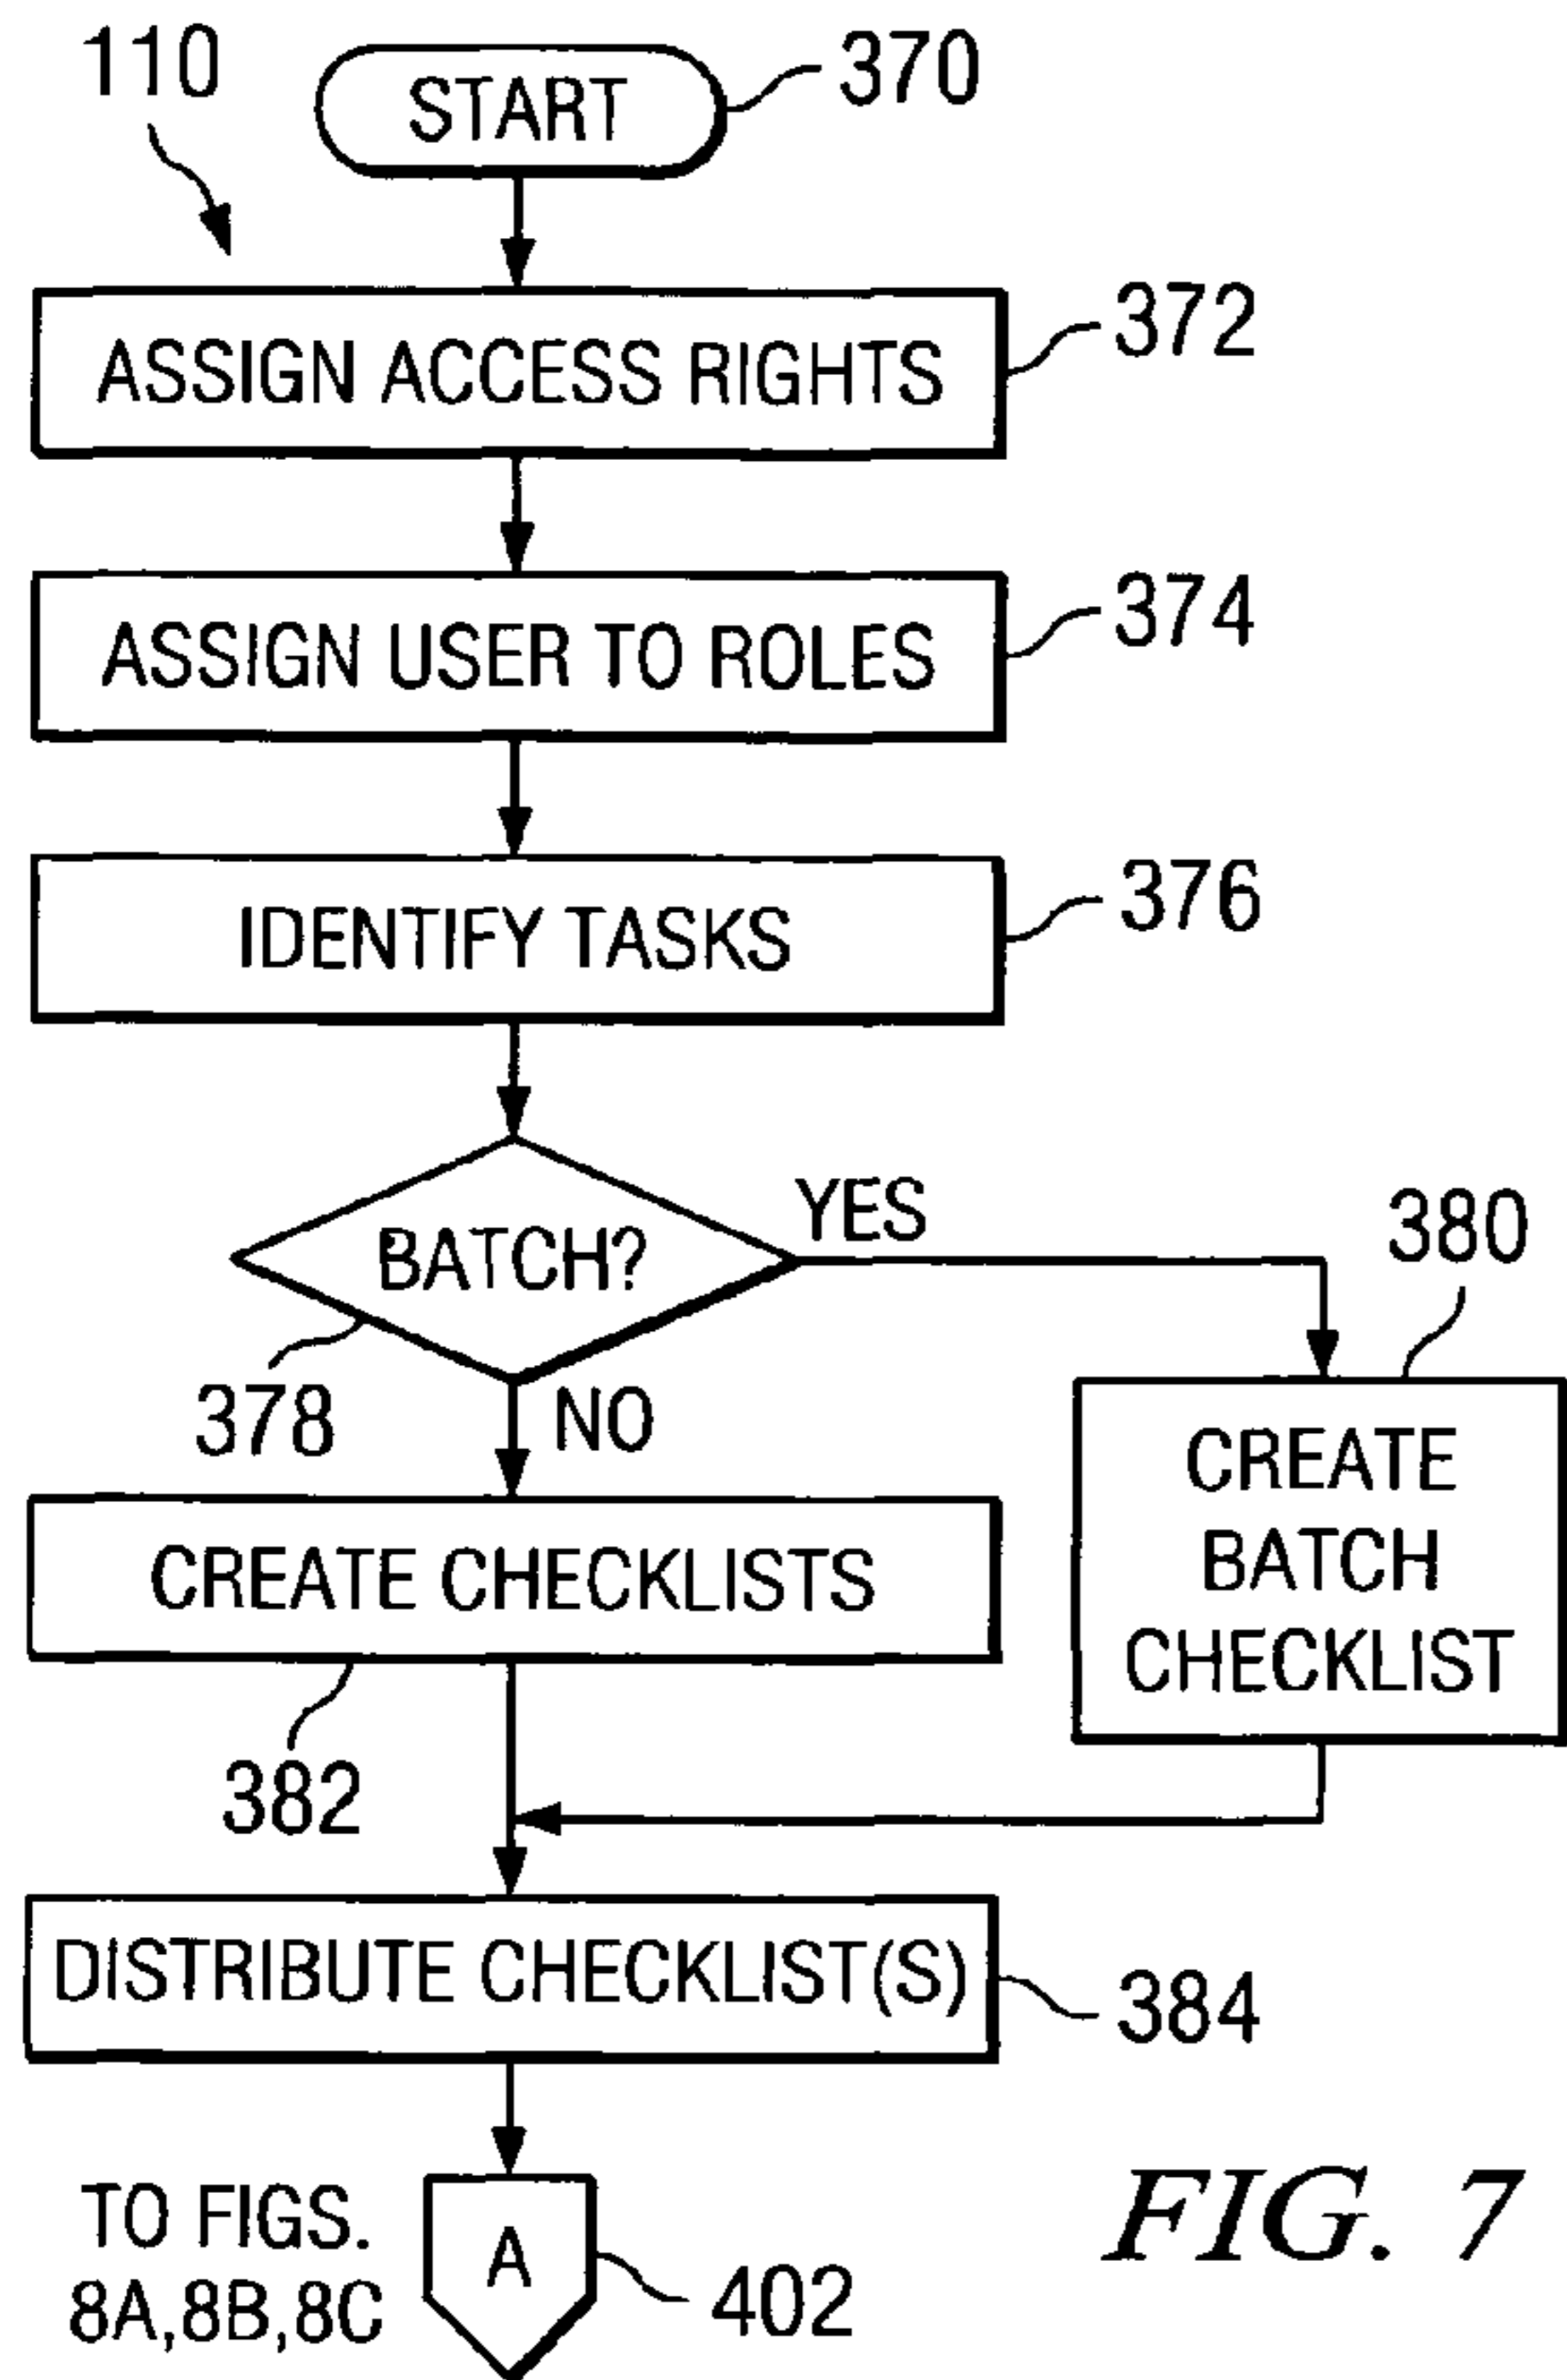 110
START
370
ASSIGN ACCESS RIGHTS
372
ASSIGN USER TO ROLES
374
IDENTIFY TASKS
376
BATCH?
YES
378
NO
380
CREATE
BATCH
CHECKLIST
CREATE CHECKLISTS
382
DISTRIBUTE CHECKLIST(S)
384
TO FIGS.
8A,8B,8C
A
402
FIG. 7